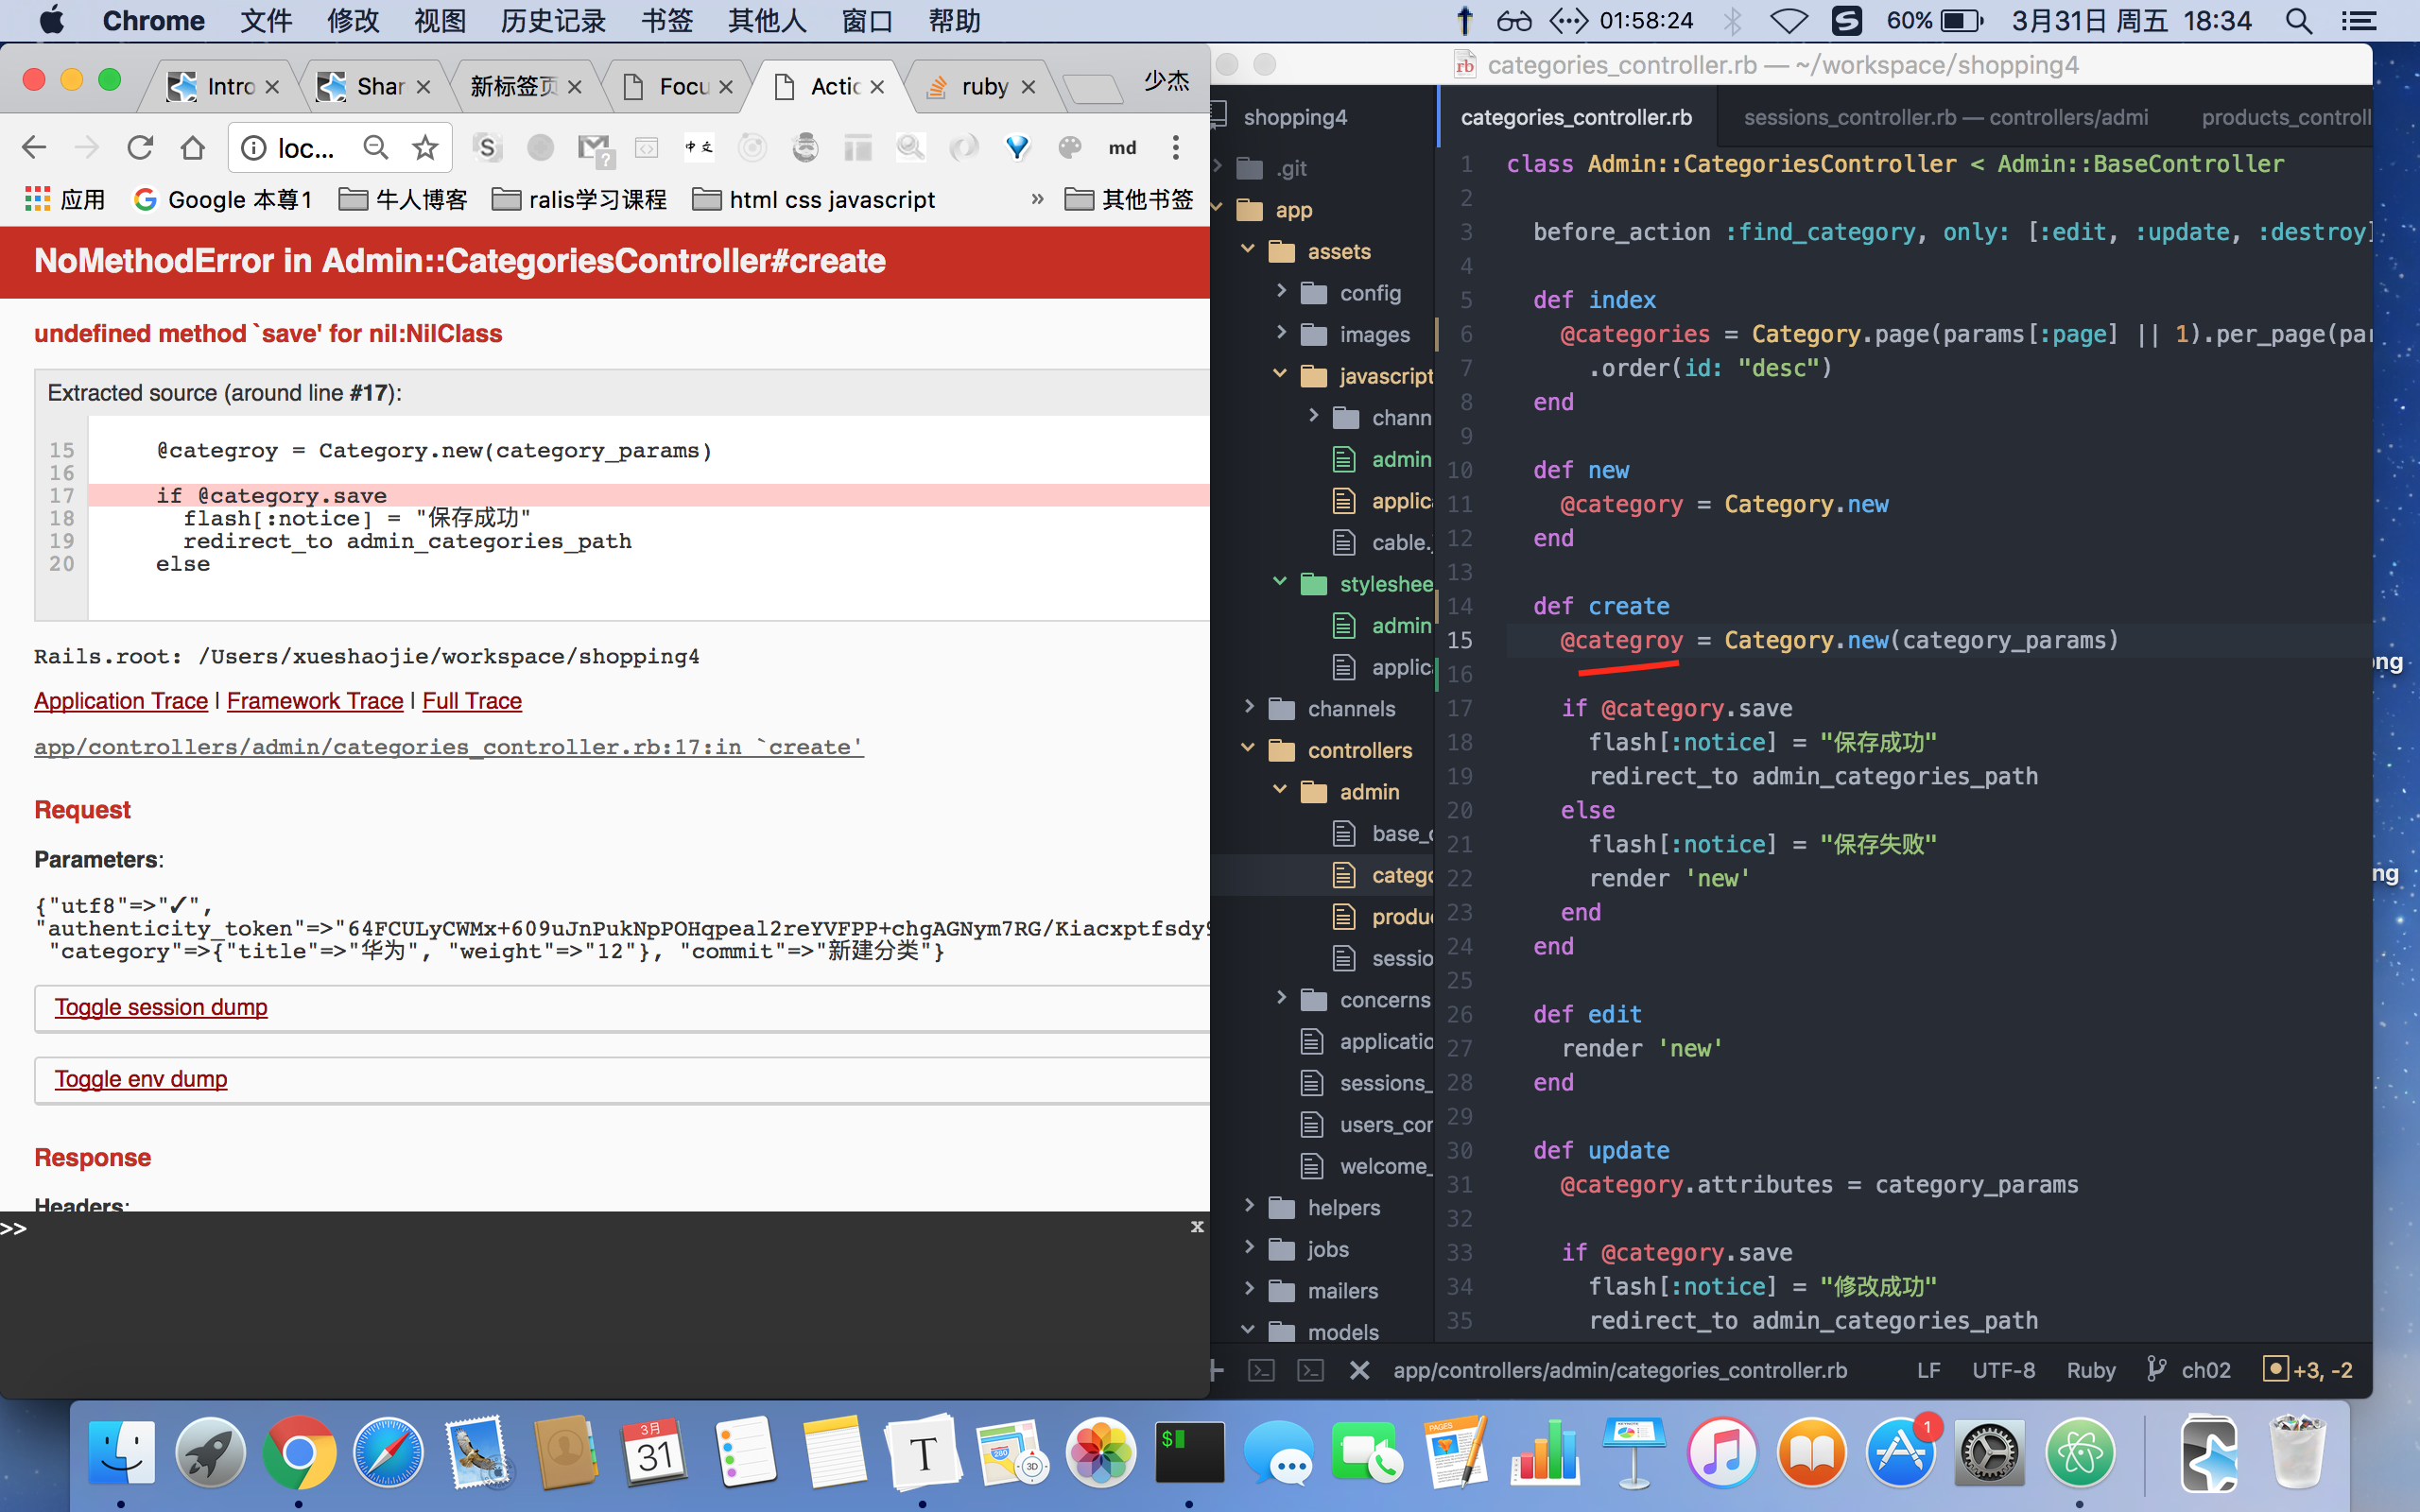 Chrome 文件 修改 视图 历史记录 书签 其他人 窗口 帮助 01:58:24 60% 3月31日 周五 18:34
Intro Shar 新标签页 Focu Actic ruby 少杰
loc... 中文 md
应用 Google 本尊1 牛人博客 ralis学习课程 html css javascript » 其他书签
NoMethodError in Admin::CategoriesController#create
undefined method `save' for nil:NilClass
Extracted source (around line #17):
15 @categroy = Category.new(category_params)
16
17 if @category.save
18 flash[:notice] = "保存成功"
19 redirect_to admin_categories_path
20 else
Rails.root: /Users/xueshaojie/workspace/shopping4
Application Trace | Framework Trace | Full Trace
app/controllers/admin/categories_controller.rb:17:in `create'
Request
Parameters:
{"utf8"=>"✓",
"authenticity_token"=>"64FCULyCWMx+609uJnPukNpPOHqpeal2reYVFPP+chgAGNym7RG/Kiacxptfsdy9
"category"=>{"title"=>"华为", "weight"=>"12"}, "commit"=>"新建分类"}
Toggle session dump
Toggle env dump
Response
Headers:
>> x
categories_controller.rb — ~/workspace/shopping4
shopping4
.git
app
assets
config
images
javascript
chann
admin
applica
cable.
styleshee
admin
applic
channels
controllers
admin
base_c
catego
produ
sessio
concerns
applicatio
sessions_
users_cor
welcome_
helpers
jobs
mailers
models
categories_controller.rb sessions_controller.rb — controllers/admi products_controll
1 class Admin::CategoriesController < Admin::BaseController
2
3 before_action :find_category, only: [:edit, :update, :destroy]
4
5 def index
6 @categories = Category.page(params[:page] || 1).per_page(par
7 .order(id: "desc")
8 end
9
10 def new
11 @category = Category.new
12 end
13
14 def create
15 @categroy = Category.new(category_params)
16
17 if @category.save
18 flash[:notice] = "保存成功"
19 redirect_to admin_categories_path
20 else
21 flash[:notice] = "保存失败"
22 render 'new'
23 end
24 end
25
26 def edit
27 render 'new'
28 end
29
30 def update
31 @category.attributes = category_params
32
33 if @category.save
34 flash[:notice] = "修改成功"
35 redirect_to admin_categories_path
app/controllers/admin/categories_controller.rb LF UTF-8 Ruby ch02 +3, -2
ng
ng
3月
31
T
280
3D
$
PAGES
KEYNOTE
1